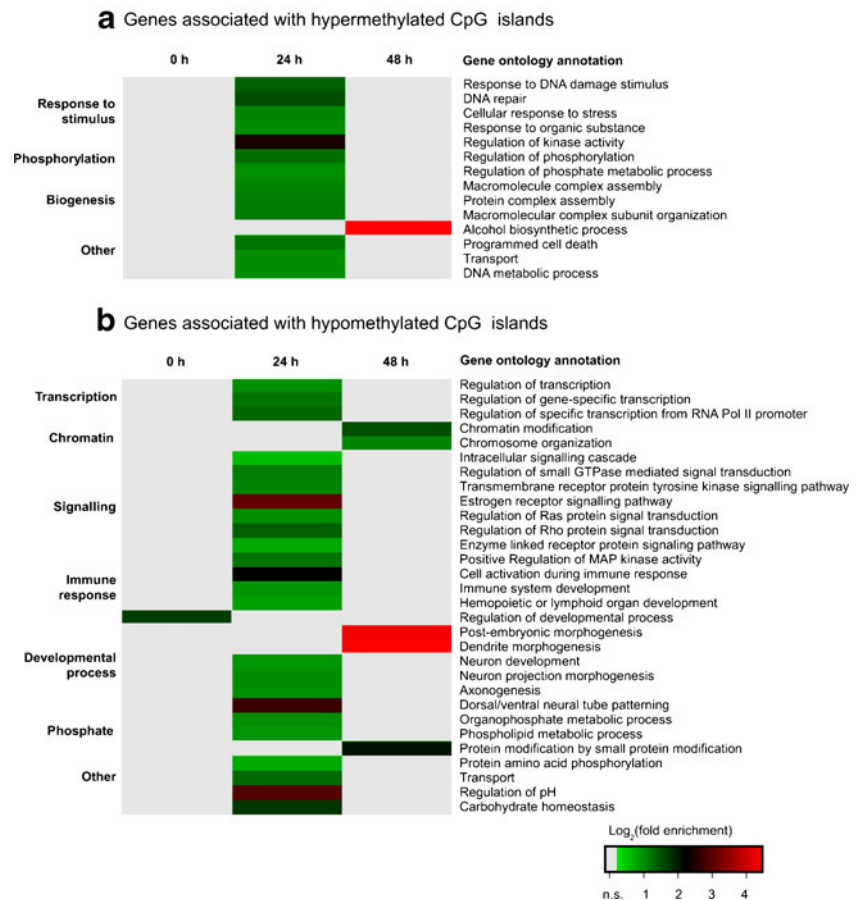 a Genes associated with hypermethylated CpG islands
0 h 24 h 48 h Gene ontology annotation
Response to stimulus
Phosphorylation
Biogenesis
Other
Response to DNA damage stimulus
DNA repair
Cellular response to stress
Response to organic substance
Regulation of kinase activity
Regulation of phosphorylation
Regulation of phosphate metabolic process
Macromolecule complex assembly
Protein complex assembly
Macromolecular complex subunit organization
Alcohol biosynthetic process
Programmed cell death
Transport
DNA metabolic process
b Genes associated with hypomethylated CpG islands
0 h 24 h 48 h Gene ontology annotation
Transcription
Chromatin
Signalling
Immune response
Developmental process
Phosphate
Other
Regulation of transcription
Regulation of gene-specific transcription
Regulation of specific transcription from RNA Pol II promoter
Chromatin modification
Chromosome organization
Intracellular signalling cascade
Regulation of small GTPase mediated signal transduction
Transmembrane receptor protein tyrosine kinase signalling pathway
Estrogen receptor signalling pathway
Regulation of Ras protein signal transduction
Regulation of Rho protein signal transduction
Enzyme linked receptor protein signaling pathway
Positive Regulation of MAP kinase activity
Cell activation during immune response
Immune system development
Hemopoietic or lymphoid organ development
Regulation of developmental process
Post-embryonic morphogenesis
Dendrite morphogenesis
Neuron development
Neuron projection morphogenesis
Axonogenesis
Dorsal/ventral neural tube patterning
Organophosphate metabolic process
Phospholipid metabolic process
Protein modification by small protein modification
Protein amino acid phosphorylation
Transport
Regulation of pH
Carbohydrate homeostasis
Log2(fold enrichment)
n.s. 1 2 3 4